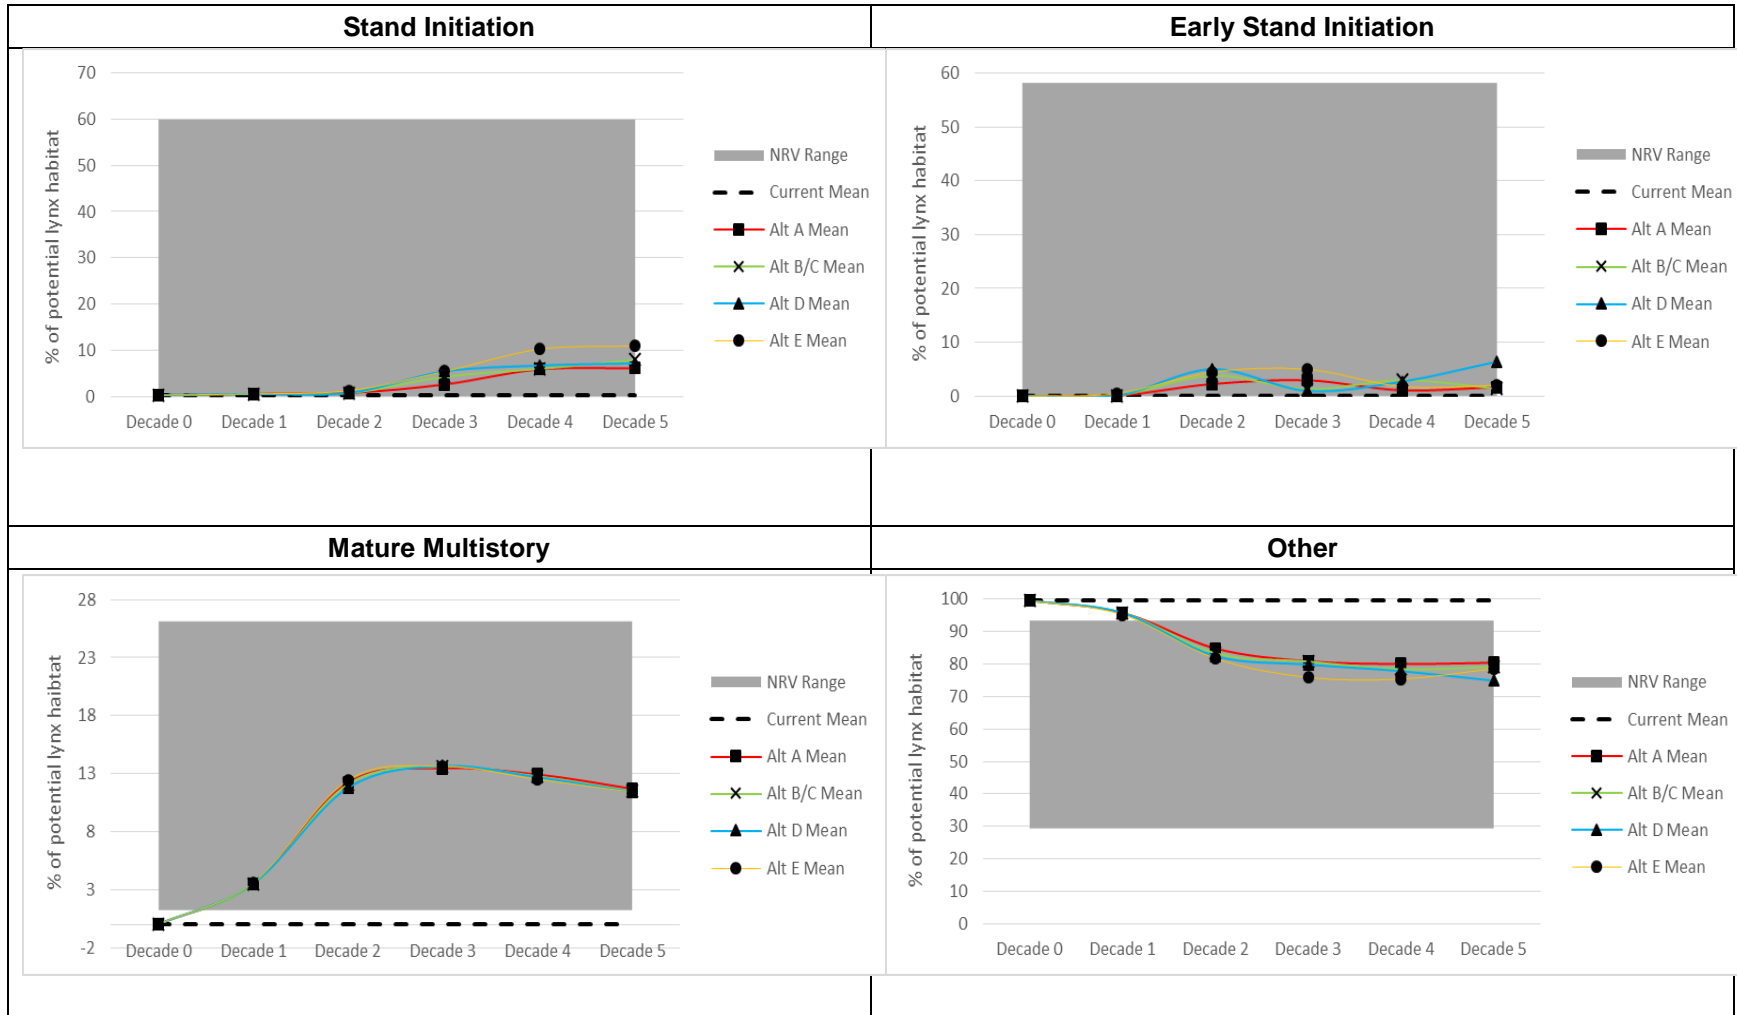 Stand Initiation
70
60
50
40
30
20
10
0
% of potential lynx habitat
Decade 0 Decade 1 Decade 2 Decade 3 Decade 4 Decade 5
NRV Range
Current Mean
Alt A Mean
Alt B/C Mean
Alt D Mean
Alt E Mean
Early Stand Initiation
60
50
40
30
20
10
0
% of potential lynx habitat
Decade 0 Decade 1 Decade 2 Decade 3 Decade 4 Decade 5
NRV Range
Current Mean
Alt A Mean
Alt B/C Mean
Alt D Mean
Alt E Mean
Mature Multistory
28
23
18
13
8
3
-2
% of potential lynx haibtat
Decade 0 Decade 1 Decade 2 Decade 3 Decade 4 Decade 5
NRV Range
Current Mean
Alt A Mean
Alt B/C Mean
Alt D Mean
Alt E Mean
Other
100
90
80
70
60
50
40
30
20
10
0
% of potential lynx habitat
Decade 0 Decade 1 Decade 2 Decade 3 Decade 4 Decade 5
NRV Range
Current Mean
Alt A Mean
Alt B/C Mean
Alt D Mean
Alt E Mean